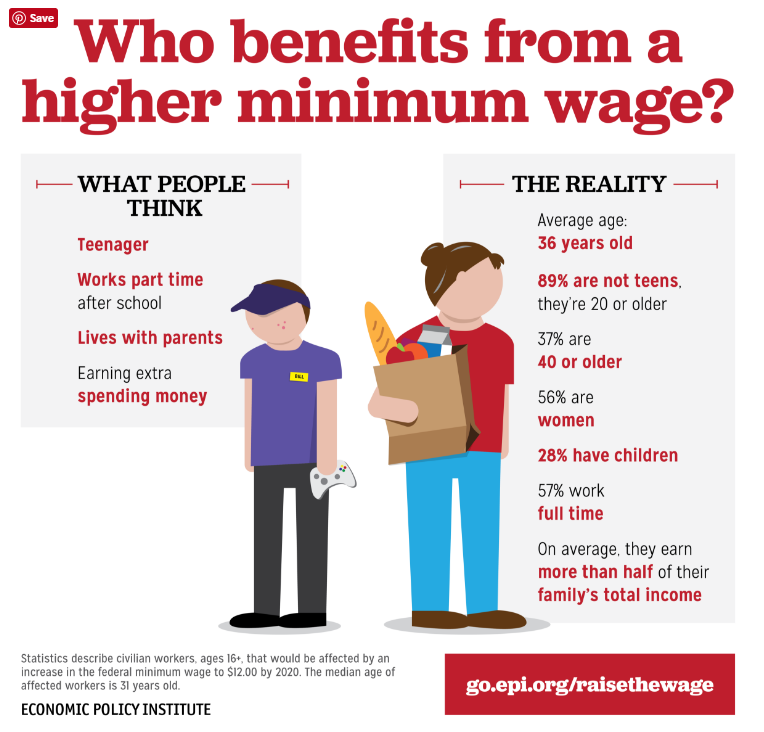 Save
Who benefits from a
higher minimum wage?
WHAT PEOPLE
THINK
Teenager
Works part time
after school
Lives with parents
Earning extra
spending money
BILL
THE REALITY
Average age:
36 years old
89% are not teens,
they're 20 or older
37% are
40 or older
56% are
women
28% have children
57% work
full time
On average, they earn
more than half of their
family's total income
Statistics describe civilian workers, ages 16+, that would be affected by an
increase in the federal minimum wage to $12.00 by 2020. The median age of
affected workers is 31 years old.
ECONOMIC POLICY INSTITUTE
go.epi.org/raisethewage